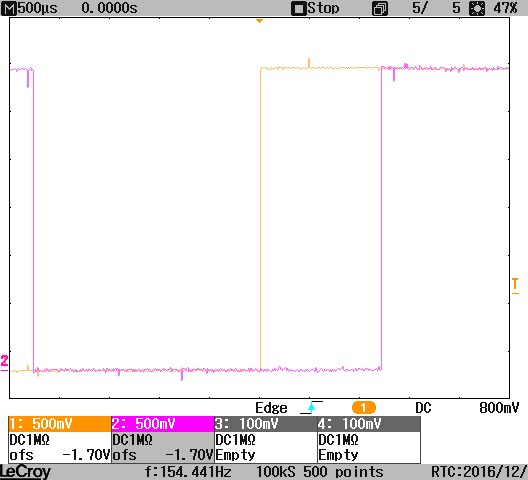 M 500µs 0.0000s Stop 5/ 5 47%
T
2
Edge 1 DC 800mV
1: 500mV 2: 500mV 3: 100mV 4: 100mV
DC1MΩ DC1MΩ DC1MΩ DC1MΩ
ofs -1.70V ofs -1.70V Empty Empty
LeCroy f:154.441Hz 100kS 500 points RTC:2016/12/